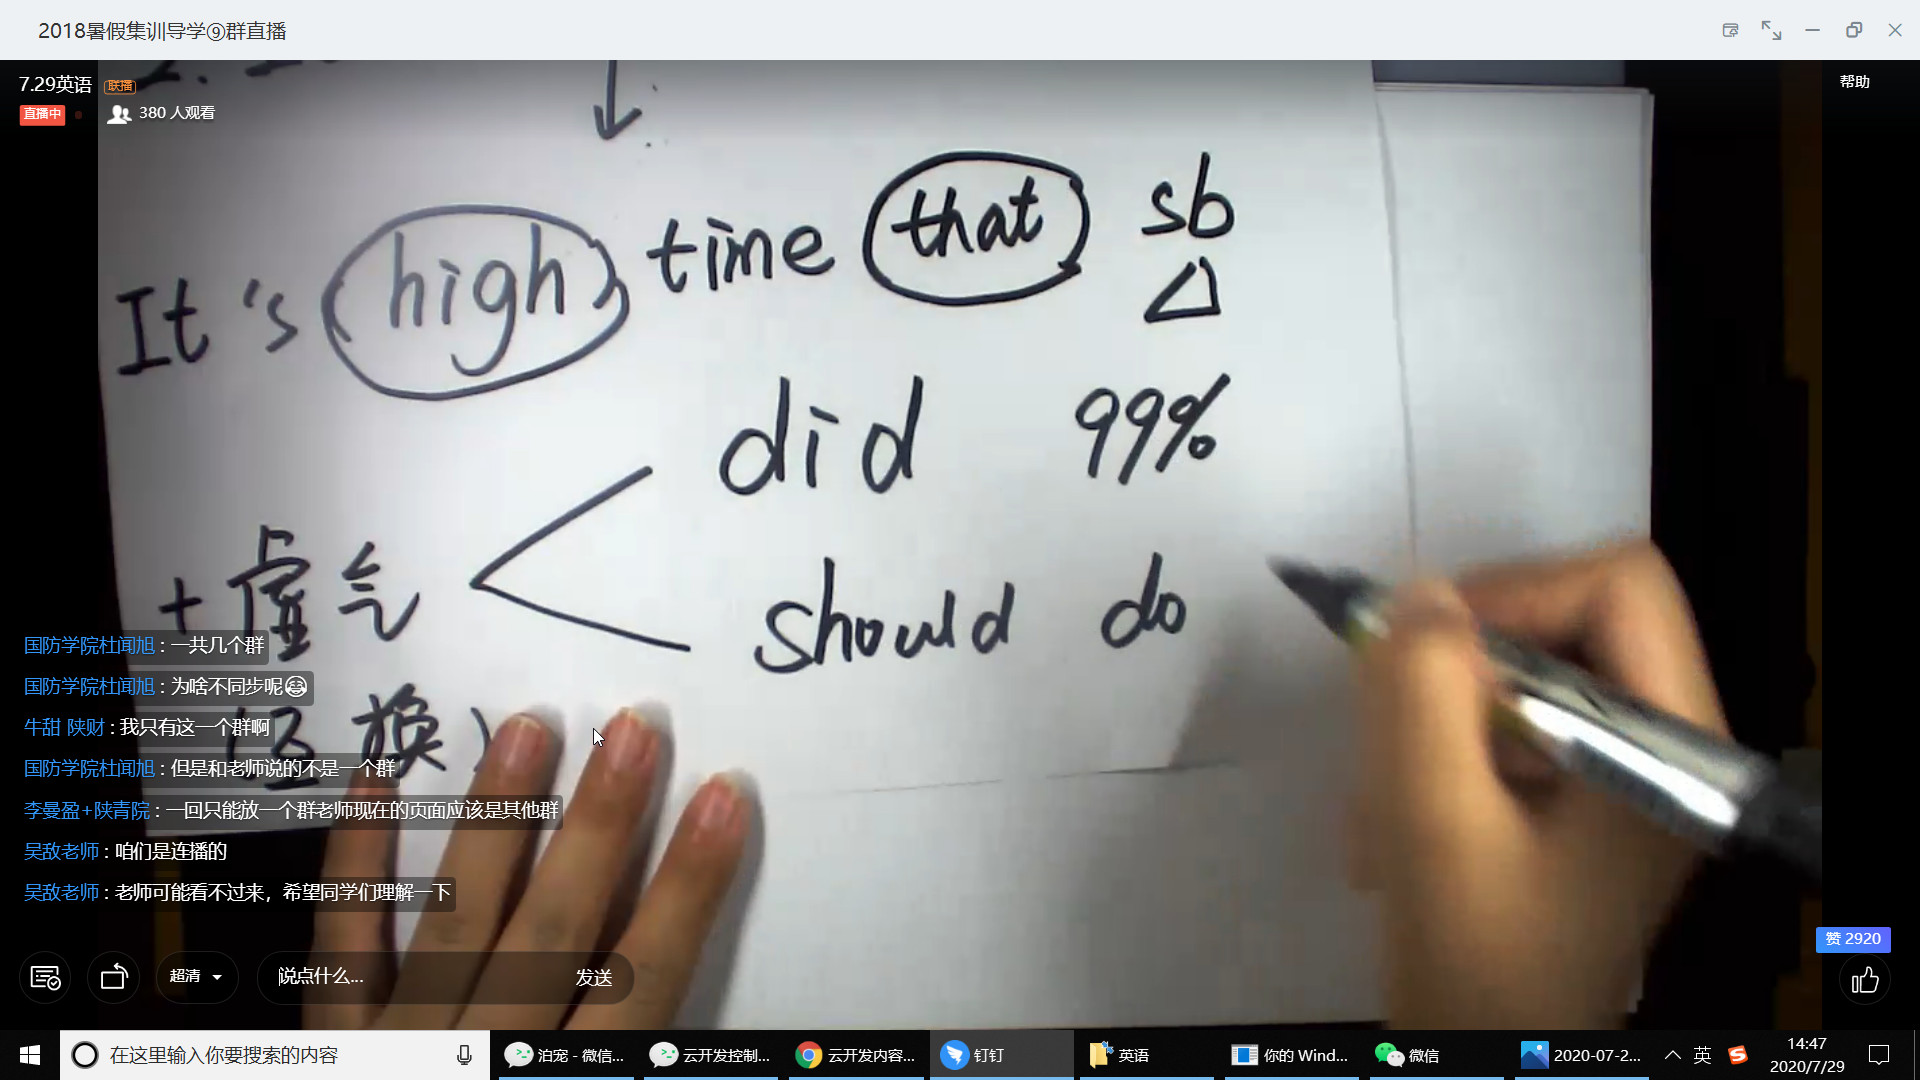 2018暑假集训导学⑨群直播
7.29英语 联播
帮助
直播中 380 人观看
It's high time that sb
did 99%
+虚气
should do
(互换)
国防学院杜闻旭 : 一共几个群
国防学院杜闻旭 : 为啥不同步呢😂
牛甜 陕财 : 我只有这一个群啊
国防学院杜闻旭 : 但是和老师说的不是一个群
李曼盈+陕青院 : 一回只能放一个群老师现在的页面应该是其他群
吴敌老师 : 咱们是连播的
吴敌老师 : 老师可能看不过来，希望同学们理解一下
赞 2920
超清 说点什么... 发送
在这里输入你要搜索的内容 泊宠 - 微信... 云开发控制... 云开发内容... 钉钉 英语 你的 Wind... 微信 2020-07-2... 英 14:47
2020/7/29